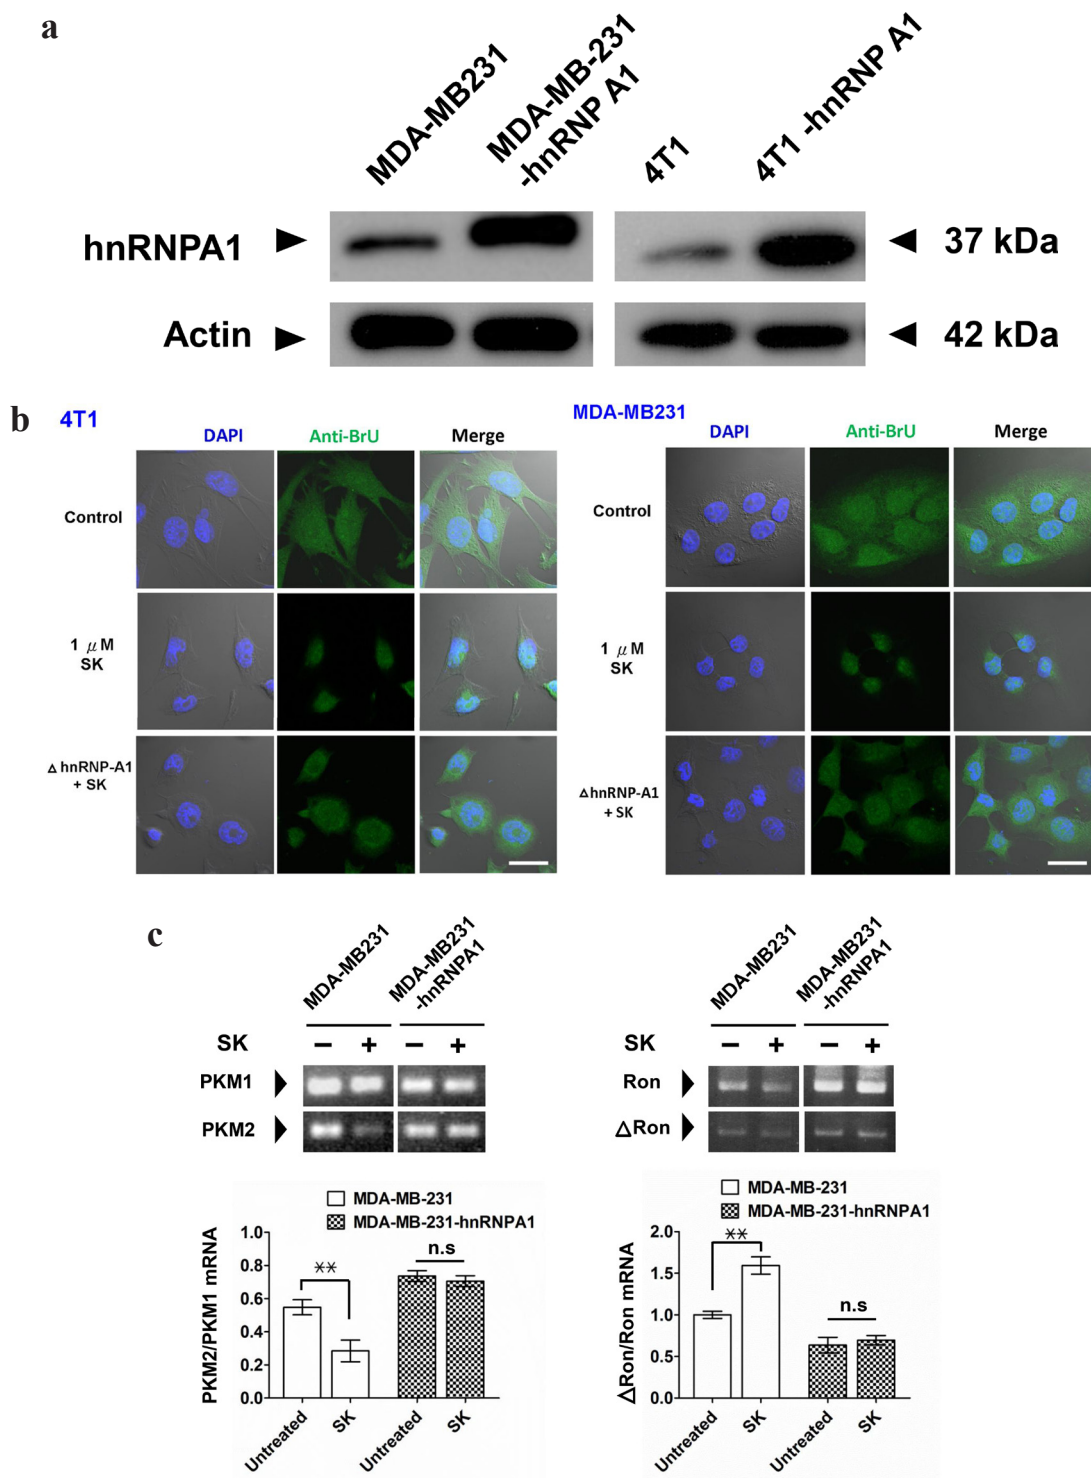 a
MDA-MB231
MDA-MB-231
-hnRNP A1
4T1
4T1 -hnRNP A1
hnRNPA1
37 kDa
Actin
42 kDa
b
4T1
DAPI
Anti-BrU
Merge
Control
1 μM
SK
△hnRNP-A1
+ SK
MDA-MB231
DAPI
Anti-BrU
Merge
Control
1 μM
SK
△hnRNP-A1
+ SK
c
MDA-MB231
MDA-MB231
-hnRNPA1
SK − + − +
PKM1
PKM2
MDA-MB-231
MDA-MB-231-hnRNPA1
PKM2/PKM1 mRNA
1.0
0.8
0.6
0.4
0.2
0.0
**
n.s
Untreated
SK
Untreated
SK
MDA-MB231
MDA-MB231
-hnRNPA1
SK − + − +
Ron
△Ron
MDA-MB-231
MDA-MB-231-hnRNPA1
△Ron/Ron mRNA
2.0
1.5
1.0
0.5
0.0
**
n.s
Untreated
SK
Untreated
SK